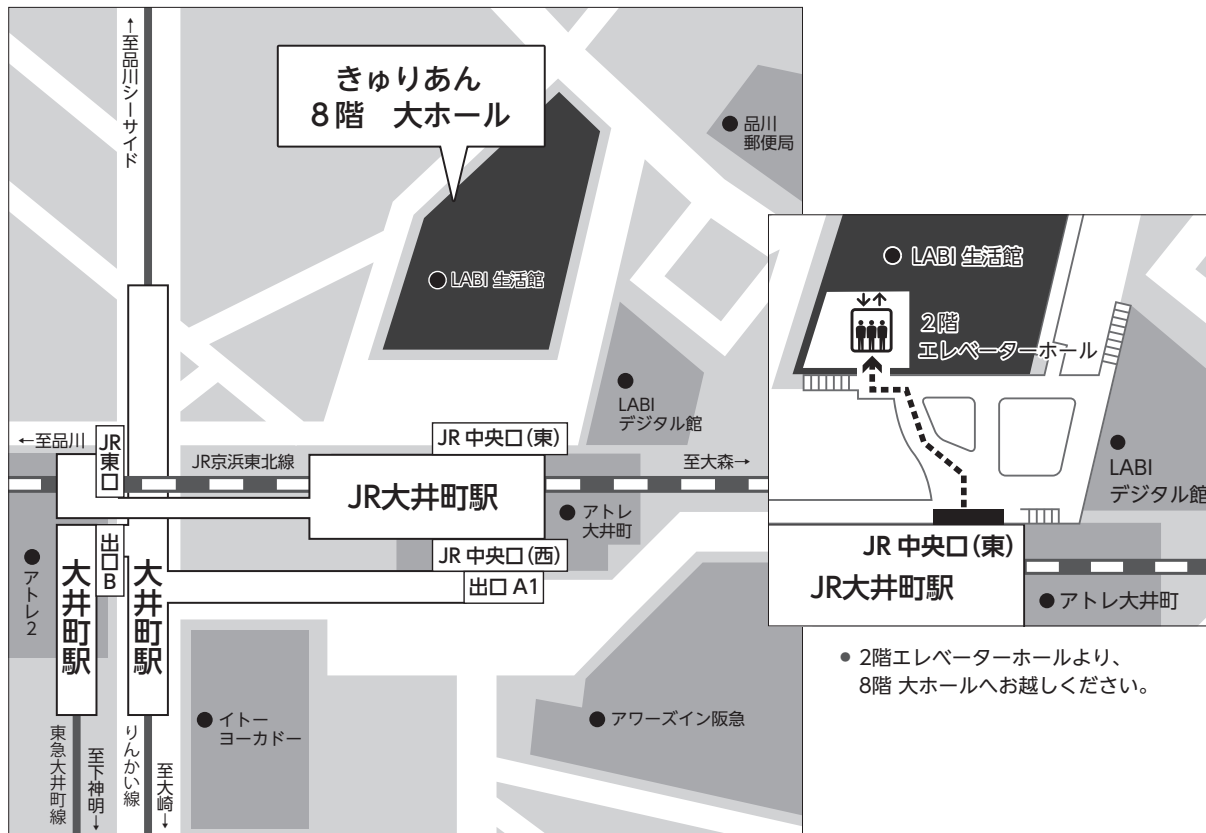 ←至品川シーサイド
きゅりあん
8階　大ホール
品川
郵便局
LABI 生活館
LABI
デジタル館
←至品川
JR東口
JR京浜東北線
JR 中央口(東)
至大森→
JR大井町駅
アトレ
大井町
JR 中央口(西)
出口 A1
出口B
アトレ2
大井町駅
大井町駅
イトー
ヨーカドー
アワーズイン阪急
東急大井町線
至下神明→
りんかい線
至大崎→
LABI 生活館
2階
エレベーターホール
LABI
デジタル館
JR 中央口(東)
JR大井町駅
アトレ大井町
● 2階エレベーターホールより、
8階 大ホールへお越しください。